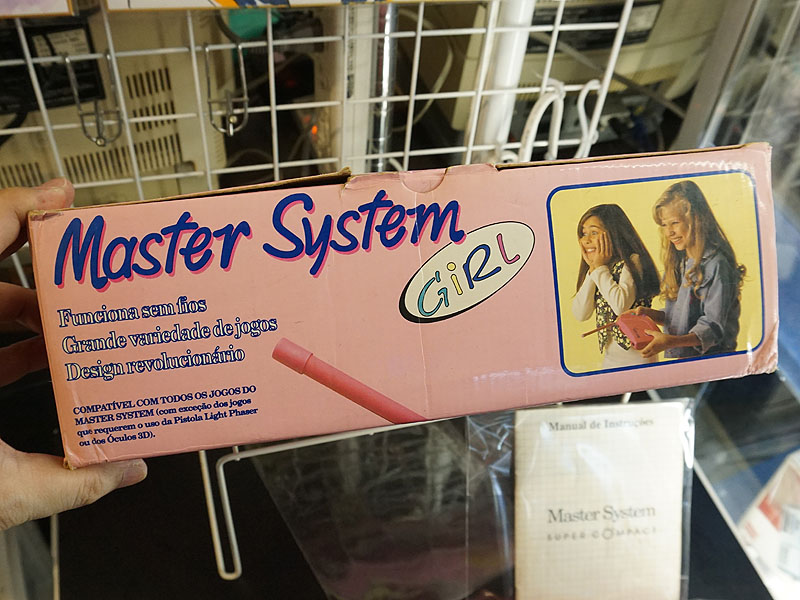 Master System
GiRL
Funciona sem fios
Grande variedade de jogos
Design revolucionário
COMPATÍVEL COM TODOS OS JOGOS DO
MASTER SYSTEM (com exceção dos jogos
que requerem o uso da Pistola Light Phaser
ou dos Óculos 3D).
Manual de Instruções
Master System
SUPER COMPACT